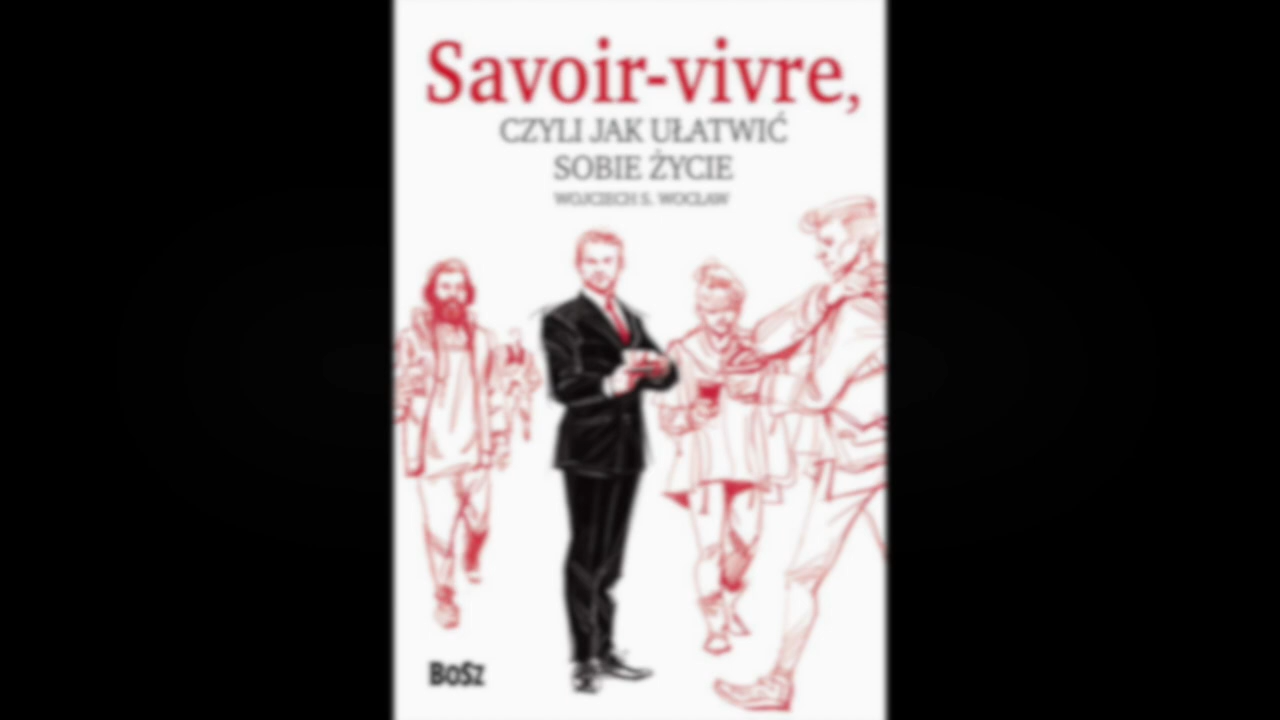 Savoir-vivre,
CZYLI JAK UŁATWIĆ
SOBIE ŻYCIE
WOJCIECH S. WOCŁAW
BOSZ